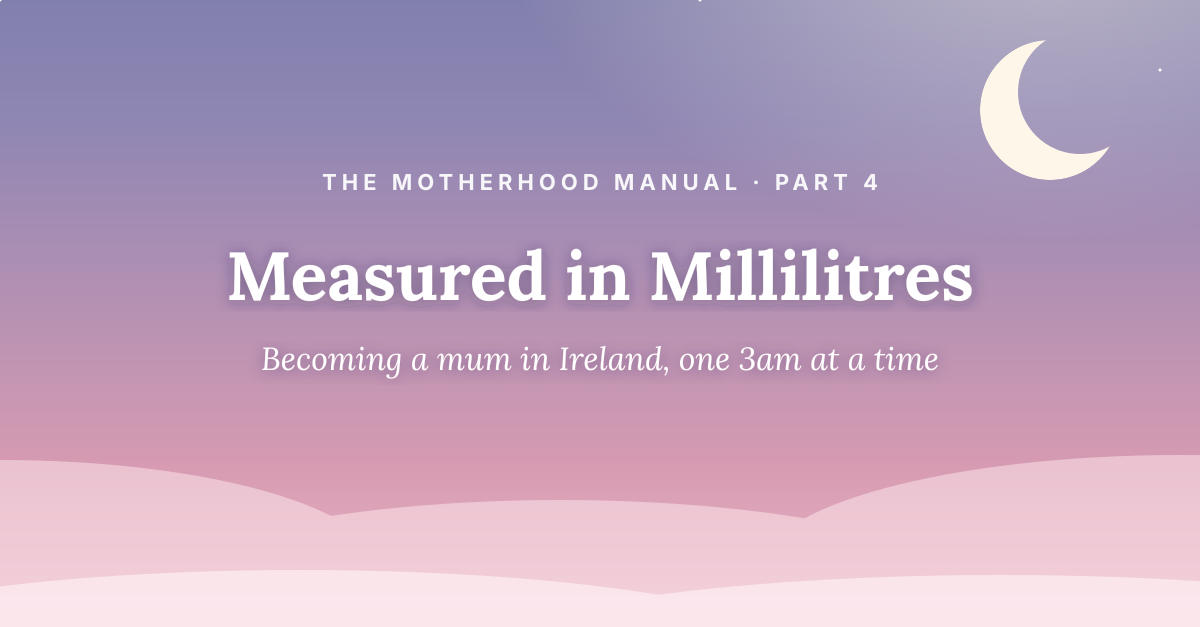 THE MOTHERHOOD MANUAL · PART 4
Measured in Millilitres
Becoming a mum in Ireland, one 3am at a time